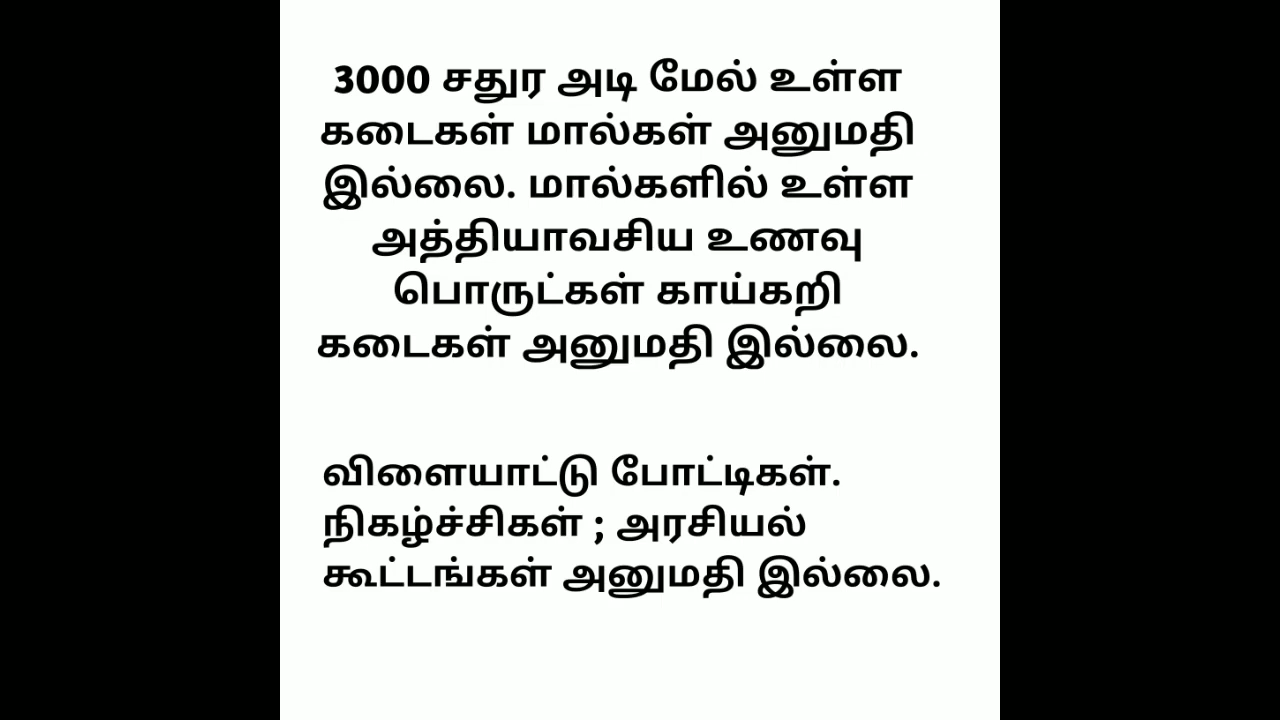 3000 சதுர அடி மேல் உள்ள
கடைகள் மால்கள் அனுமதி
இல்லை. மால்களில் உள்ள
அத்தியாவசிய உணவு
பொருட்கள் காய்கறி
கடைகள் அனுமதி இல்லை.
விளையாட்டு போட்டிகள்.
நிகழ்ச்சிகள் ; அரசியல்
கூட்டங்கள் அனுமதி இல்லை.